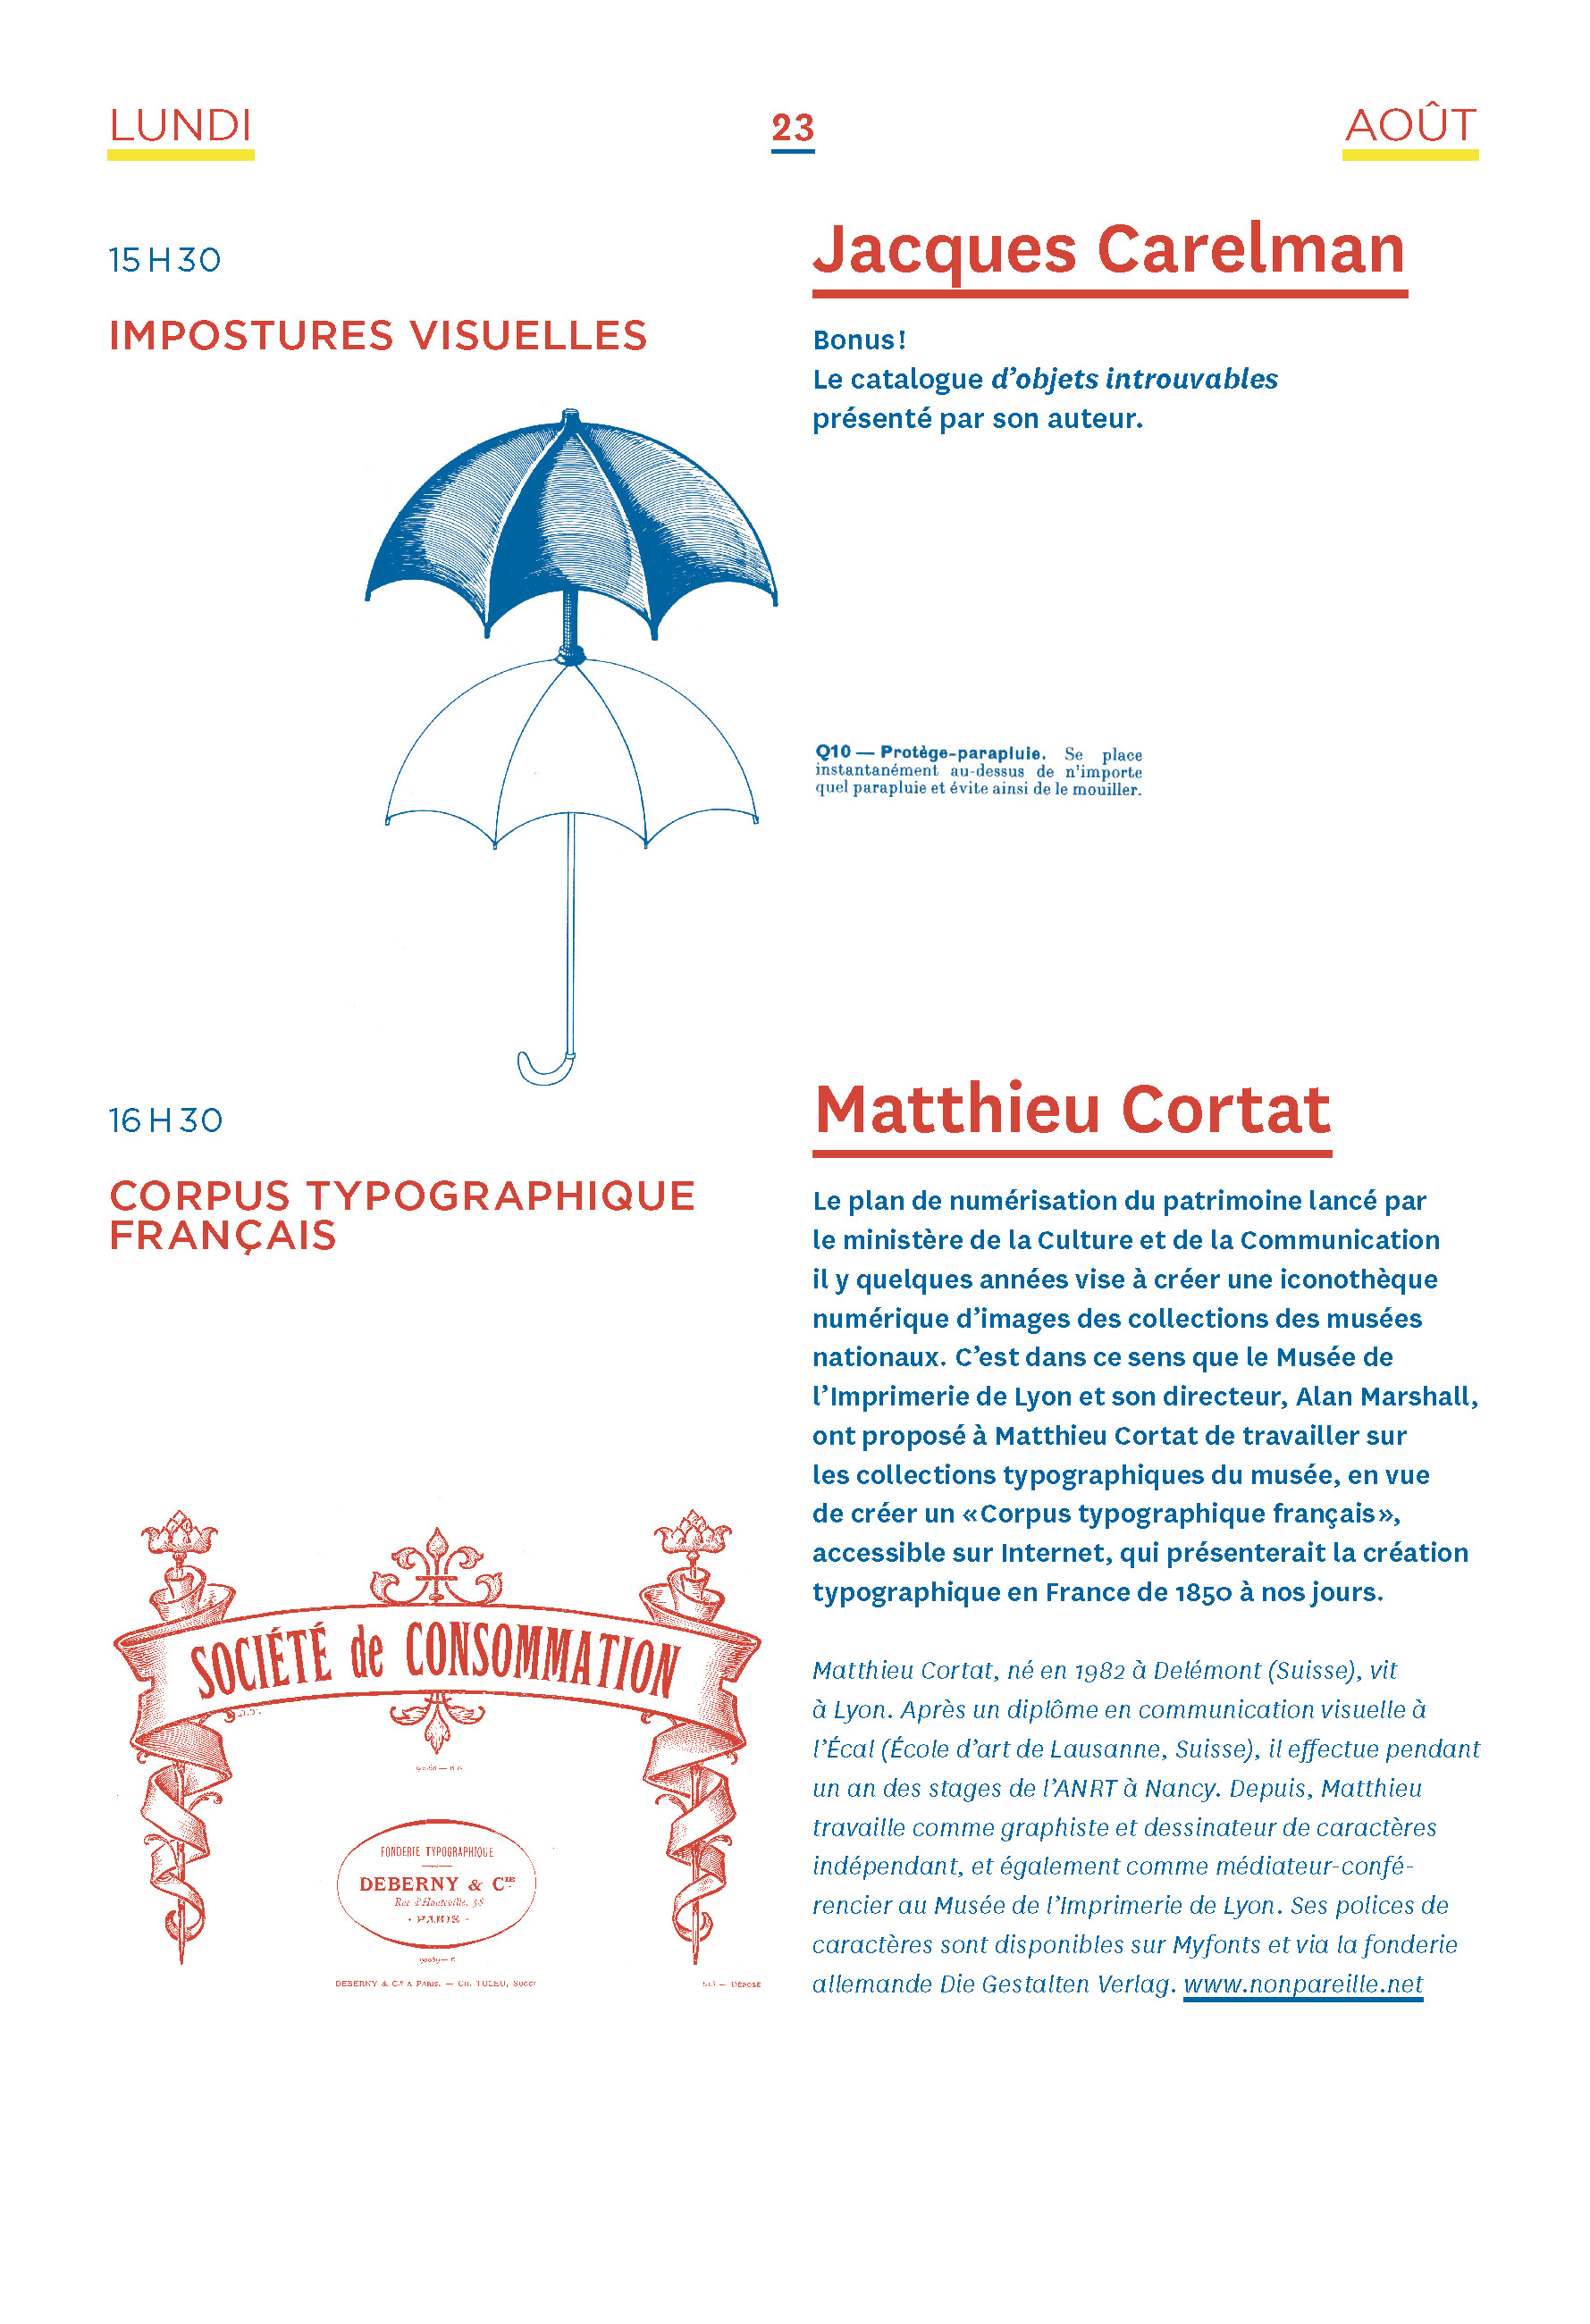 LUNDI
23
AOÛT
15 H 30
IMPOSTURES VISUELLES
Jacques Carelman
Bonus!
Le catalogue d’objets introuvables
présenté par son auteur.
Q10 — Protège-parapluie. Se place
instantanément au-dessus de n’importe
quel parapluie et évite ainsi de le mouiller.
16 H 30
CORPUS TYPOGRAPHIQUE
FRANÇAIS
Matthieu Cortat
Le plan de numérisation du patrimoine lancé par
le ministère de la Culture et de la Communication
il y quelques années vise à créer une iconothèque
numérique d’images des collections des musées
nationaux. C’est dans ce sens que le Musée de
l’Imprimerie de Lyon et son directeur, Alan Marshall,
ont proposé à Matthieu Cortat de travailler sur
les collections typographiques du musée, en vue
de créer un «Corpus typographique français»,
accessible sur Internet, qui présenterait la création
typographique en France de 1850 à nos jours.
Matthieu Cortat, né en 1982 à Delémont (Suisse), vit
à Lyon. Après un diplôme en communication visuelle à
l’Écal (École d’art de Lausanne, Suisse), il effectue pendant
un an des stages de l’ANRT à Nancy. Depuis, Matthieu
travaille comme graphiste et dessinateur de caractères
indépendant, et également comme médiateur-confé-
rencier au Musée de l’Imprimerie de Lyon. Ses polices de
caractères sont disponibles sur Myfonts et via la fonderie
allemande Die Gestalten Verlag. www.nonpareille.net
SOCIÉTÉ de CONSOMMATION
FONDERIE TYPOGRAPHIQUE
DEBERNY & CIE
Rue d'Hauteville, 58
- PARIS -
DEBERNY & Cie A PARIS. — CH. TULEU, Succr
— DÉPOSÉ